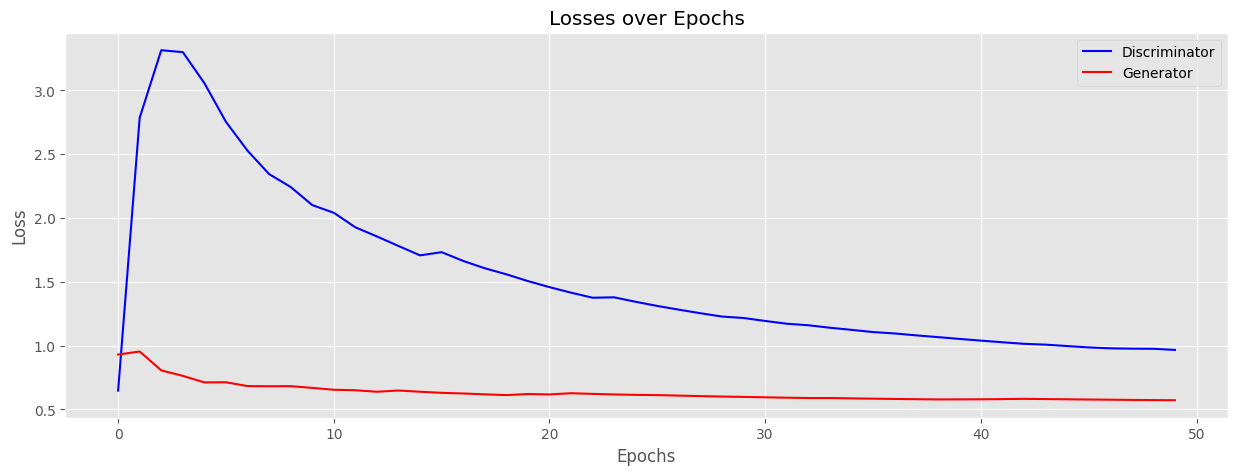 Losses over Epochs
Discriminator
Generator
3.0
2.5
2.0
1.5
1.0
0.5
Loss
0 10 20 30 40 50
Epochs